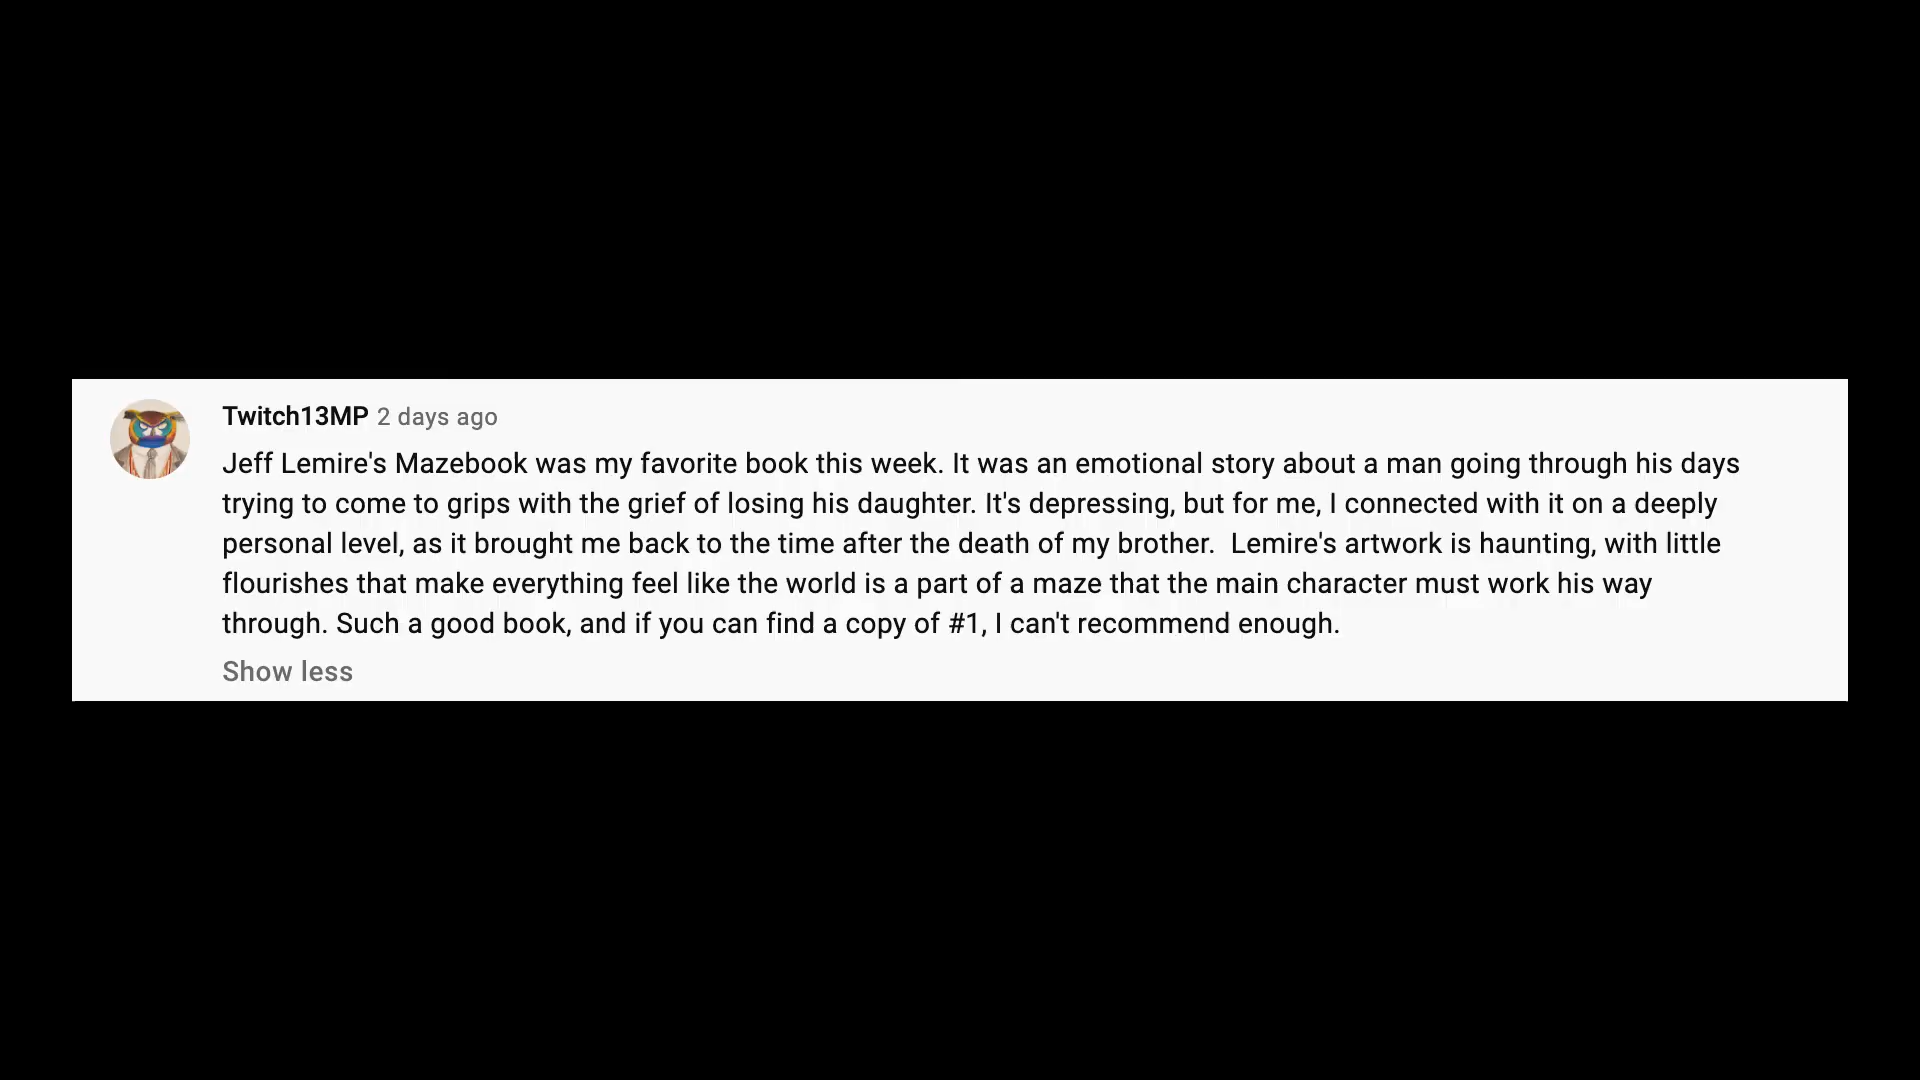 Twitch13MP 2 days ago
Jeff Lemire's Mazebook was my favorite book this week. It was an emotional story about a man going through his days
trying to come to grips with the grief of losing his daughter. It's depressing, but for me, I connected with it on a deeply
personal level, as it brought me back to the time after the death of my brother.  Lemire's artwork is haunting, with little
flourishes that make everything feel like the world is a part of a maze that the main character must work his way
through. Such a good book, and if you can find a copy of #1, I can't recommend enough.
Show less